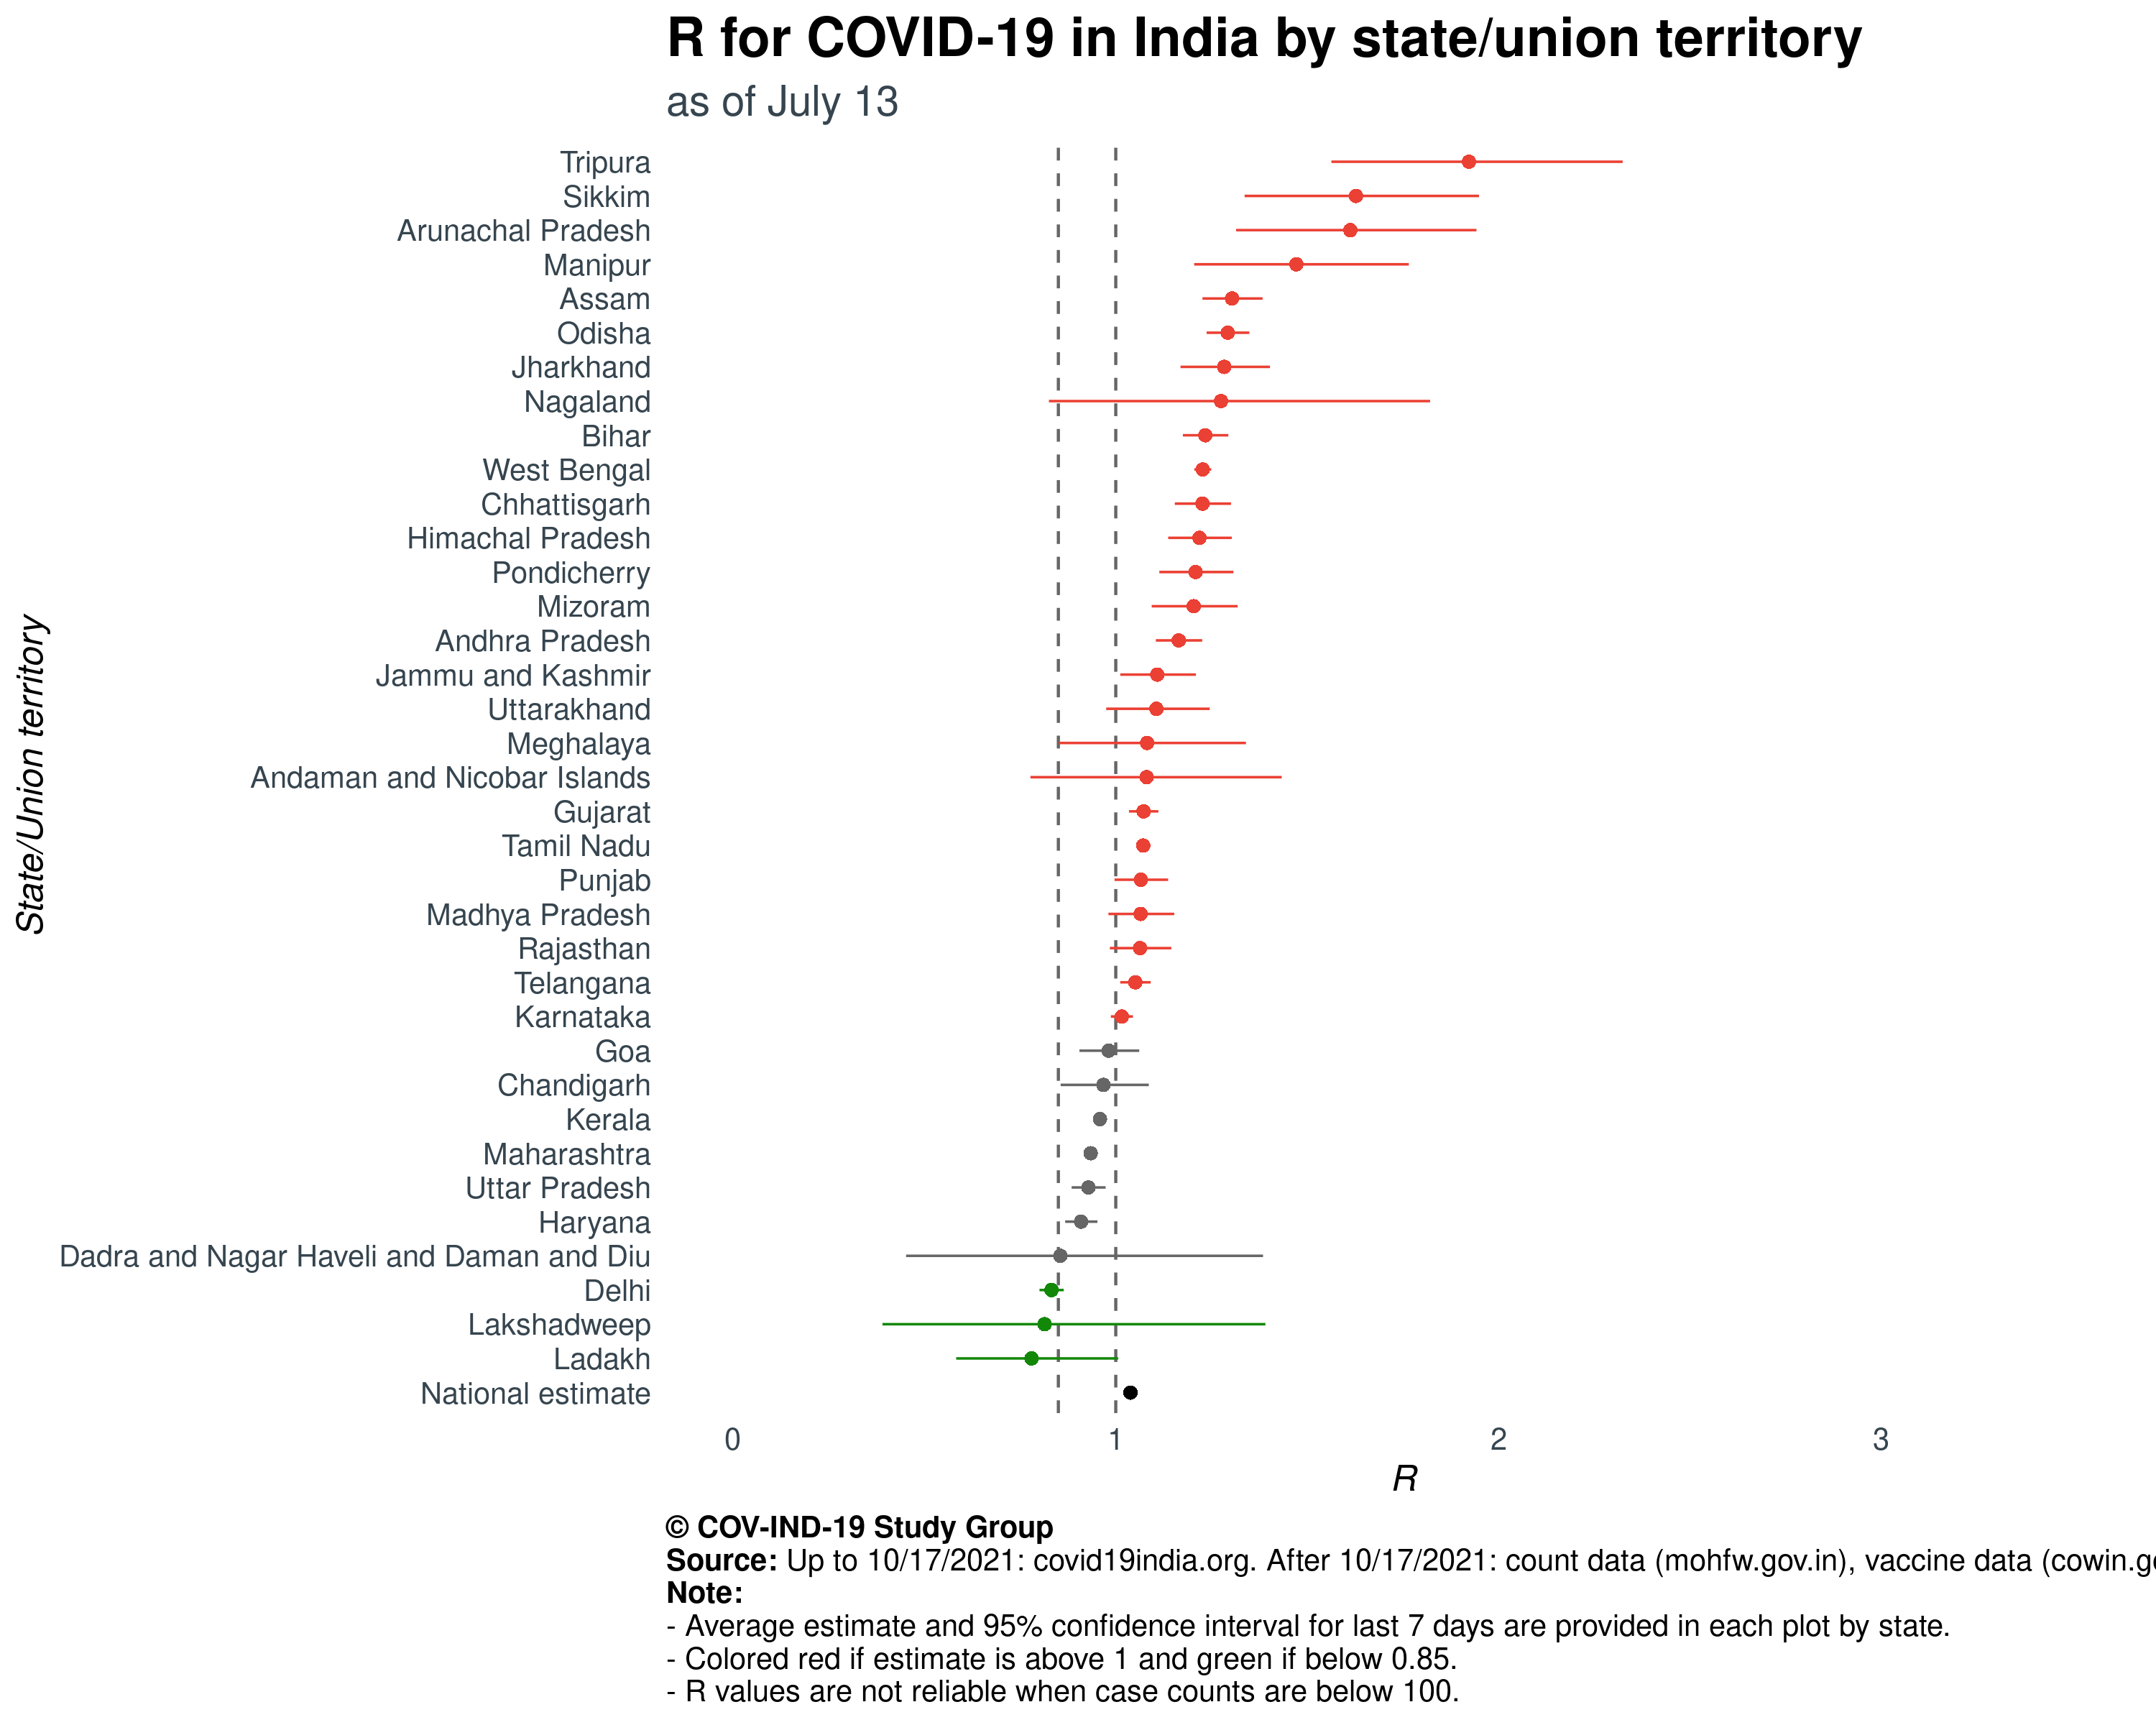 R for COVID-19 in India by state/union territory
as of July 13
Tripura
Sikkim
Arunachal Pradesh
Manipur
Assam
Odisha
Jharkhand
Nagaland
Bihar
West Bengal
Chhattisgarh
Himachal Pradesh
Pondicherry
Mizoram
Andhra Pradesh
Jammu and Kashmir
Uttarakhand
Meghalaya
Andaman and Nicobar Islands
Gujarat
Tamil Nadu
Punjab
Madhya Pradesh
Rajasthan
Telangana
Karnataka
Goa
Chandigarh
Kerala
Maharashtra
Uttar Pradesh
Haryana
Dadra and Nagar Haveli and Daman and Diu
Delhi
Lakshadweep
Ladakh
National estimate
State/Union territory
0 1 2 3
R
© COV-IND-19 Study Group
Source: Up to 10/17/2021: covid19india.org. After 10/17/2021: count data (mohfw.gov.in), vaccine data
Note:
- Average estimate and 95% confidence interval for last 7 days are provided in each plot by state.
- Colored red if estimate is above 1 and green if below 0.85.
- R values are not reliable when case counts are below 100.